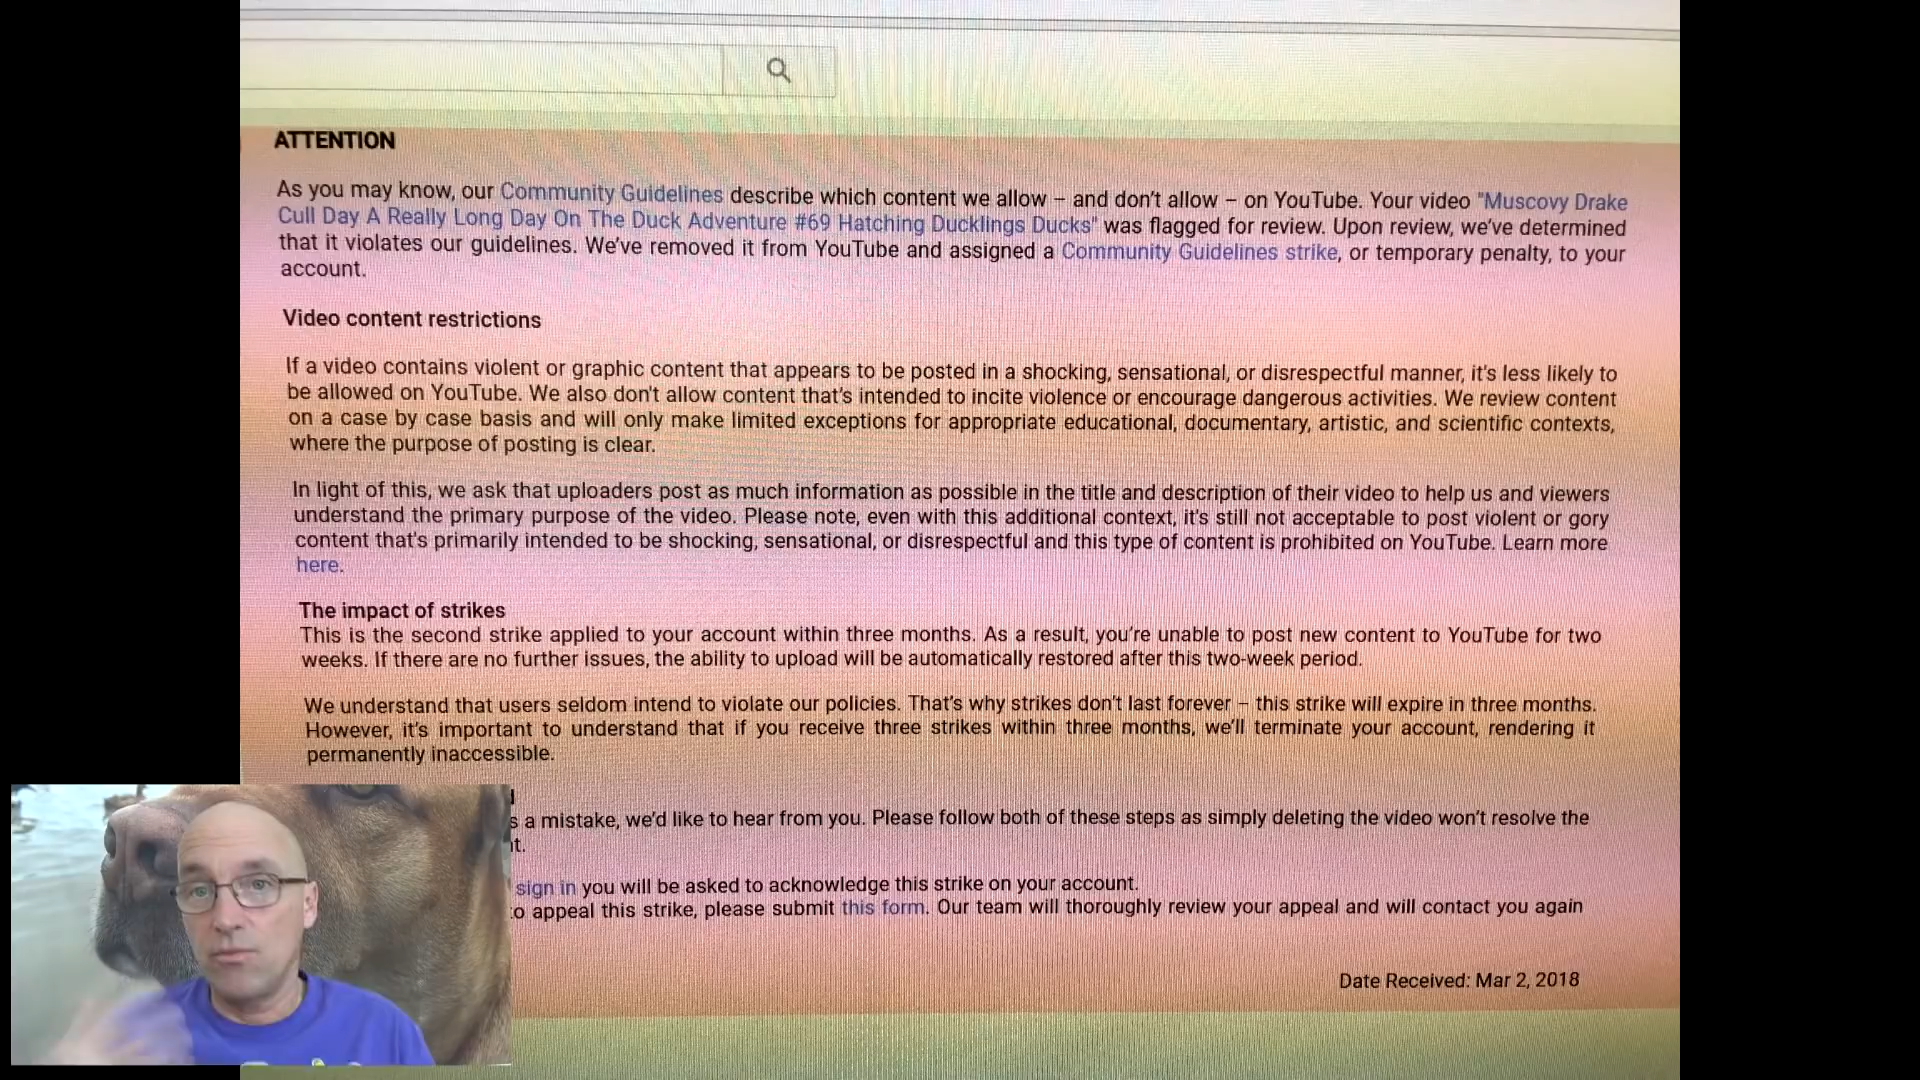 ATTENTION
As you may know, our Community Guidelines describe which content we allow – and don't allow – on YouTube. Your video "Muscovy Drake
Cull Day A Really Long Day On The Duck Adventure #69 Hatching Ducklings Ducks" was flagged for review. Upon review, we've determined
that it violates our guidelines. We've removed it from YouTube and assigned a Community Guidelines strike, or temporary penalty, to your
account.
Video content restrictions
If a video contains violent or graphic content that appears to be posted in a shocking, sensational, or disrespectful manner, it's less likely to
be allowed on YouTube. We also don't allow content that's intended to incite violence or encourage dangerous activities. We review content
on a case by case basis and will only make limited exceptions for appropriate educational, documentary, artistic, and scientific contexts,
where the purpose of posting is clear.
In light of this, we ask that uploaders post as much information as possible in the title and description of their video to help us and viewers
understand the primary purpose of the video. Please note, even with this additional context, it's still not acceptable to post violent or gory
content that's primarily intended to be shocking, sensational, or disrespectful and this type of content is prohibited on YouTube. Learn more
here.
The impact of strikes
This is the second strike applied to your account within three months. As a result, you're unable to post new content to YouTube for two
weeks. If there are no further issues, the ability to upload will be automatically restored after this two-week period.
We understand that users seldom intend to violate our policies. That's why strikes don't last forever – this strike will expire in three months.
However, it's important to understand that if you receive three strikes within three months, we'll terminate your account, rendering it
permanently inaccessible.
a mistake, we'd like to hear from you. Please follow both of these steps as simply deleting the video won't resolve the
sign in you will be asked to acknowledge this strike on your account.
appeal this strike, please submit this form. Our team will thoroughly review your appeal and will contact you again
Date Received: Mar 2, 2018